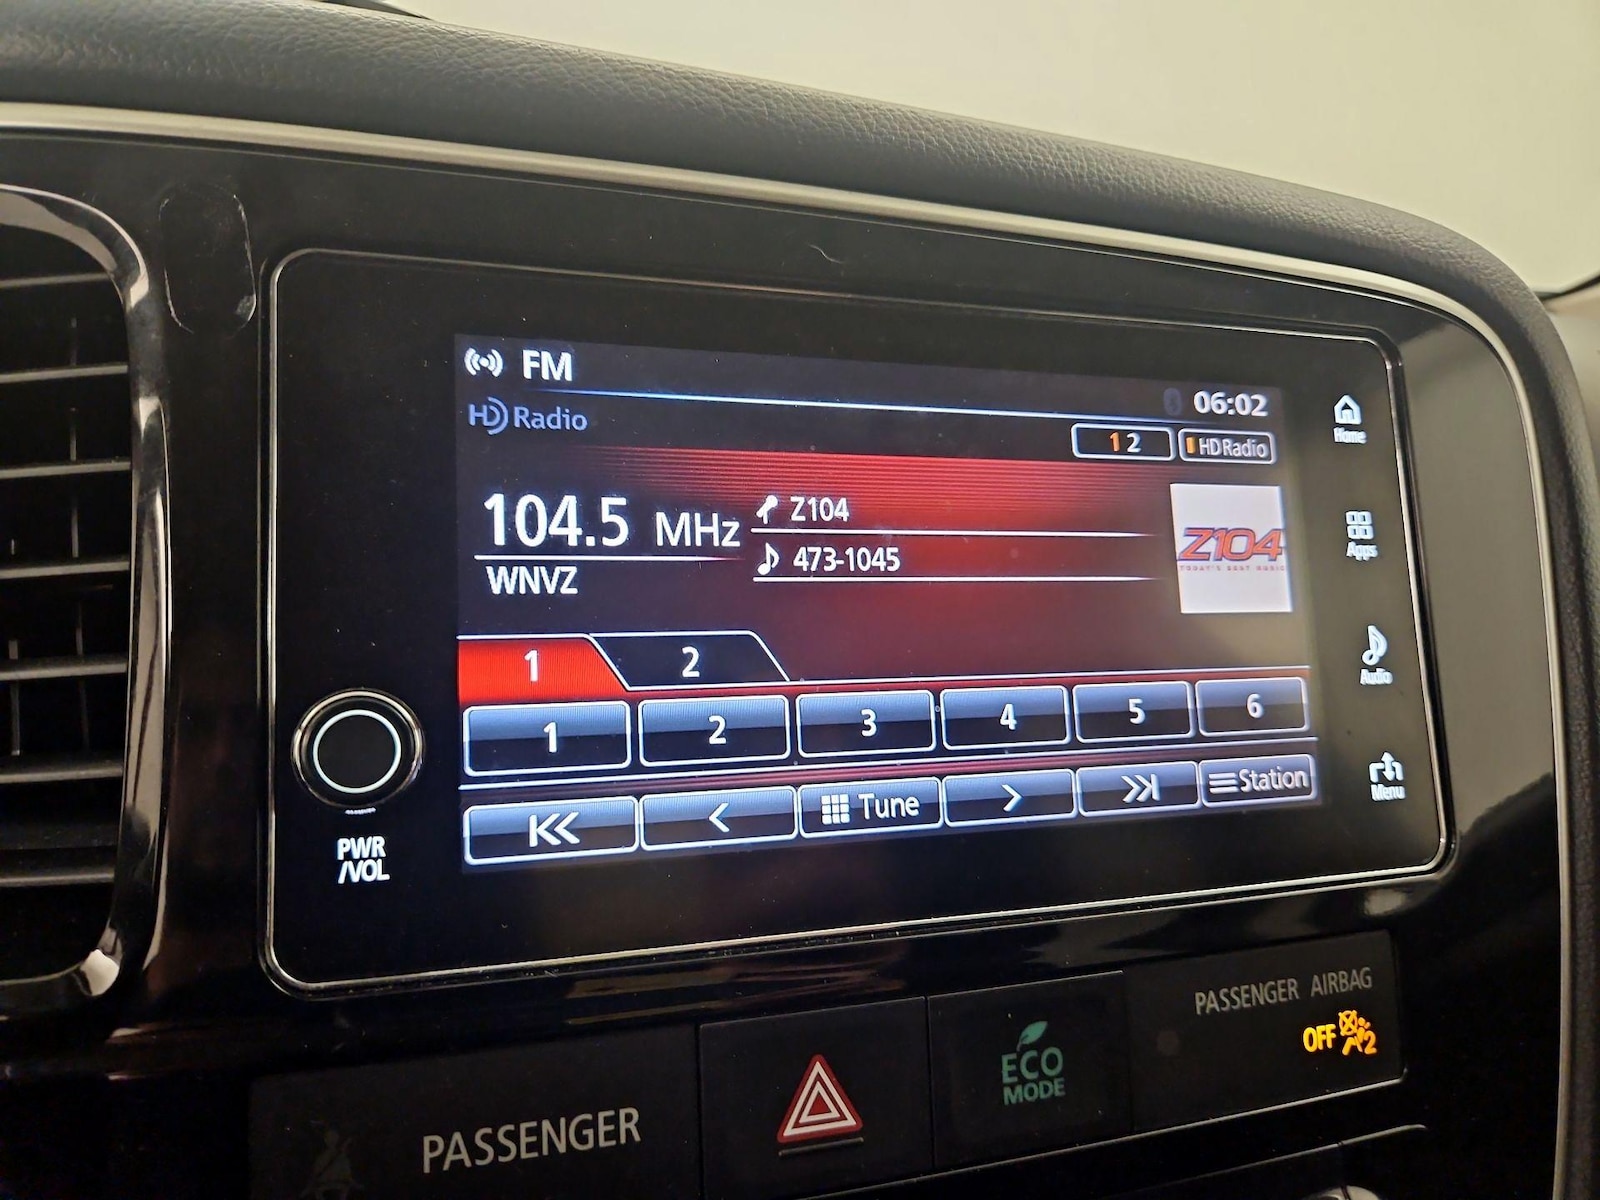 FM
06:02
HD Radio
1 2
HD Radio
104.5 MHz
Z104
473-1045
WNVZ
Z104
TODAY'S BEST MUSIC
1 2
1 2 3 4 5 6
Tune
Station
Home
Apps
Audio
Menu
PWR
/VOL
PASSENGER AIRBAG
OFF 2
ECO
MODE
PASSENGER